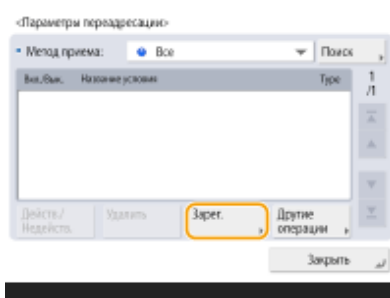 <Параметры переадресации>
Метод приема: Все Поиск
Вкл./Выкл. Название условия Type 1
/1
Действ./ Удалить Зарег. Другие
Недейств. операции
Закрыть